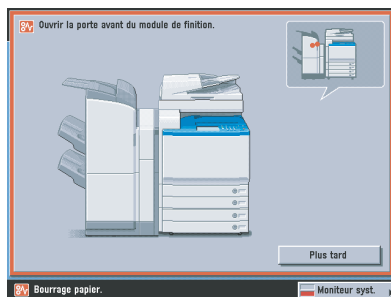 Ouvrir la porte avant du module de finition.
Plus tard
Bourrage papier.
Moniteur syst.